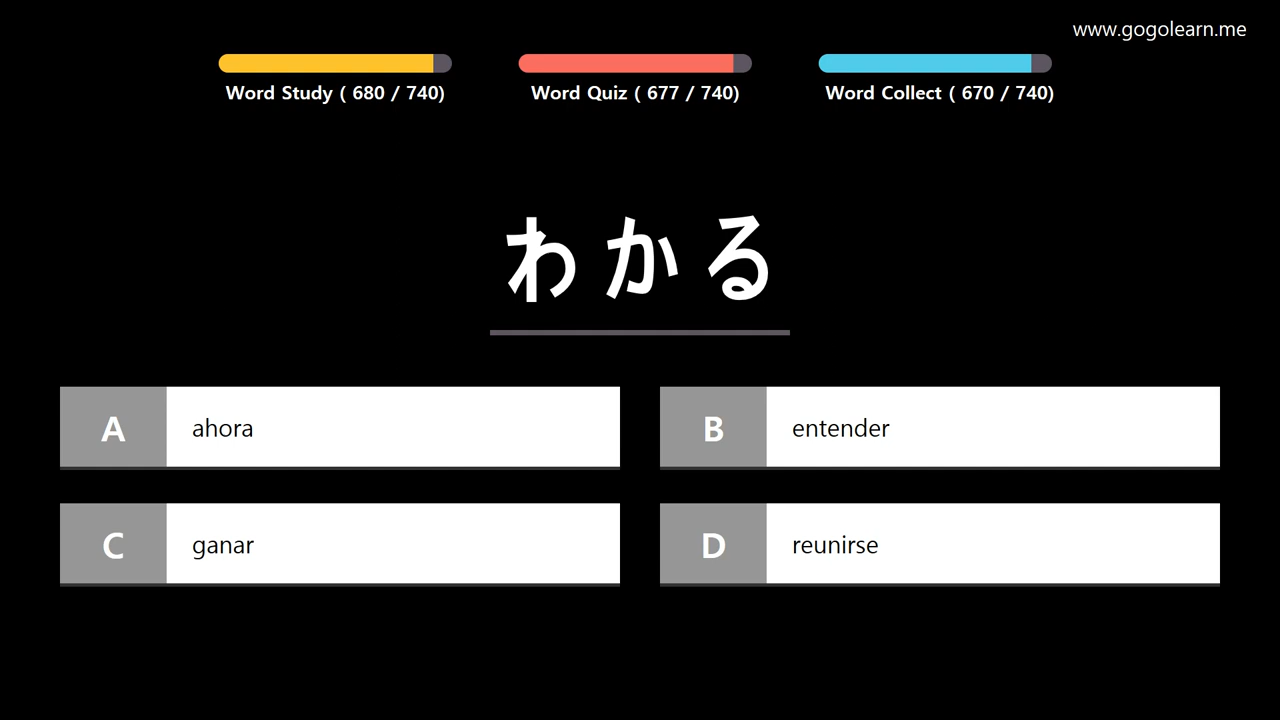 www.gogolearn.me
Word Study ( 680 / 740)
Word Quiz ( 677 / 740)
Word Collect ( 670 / 740)
わかる
A
ahora
B
entender
C
ganar
D
reunirse